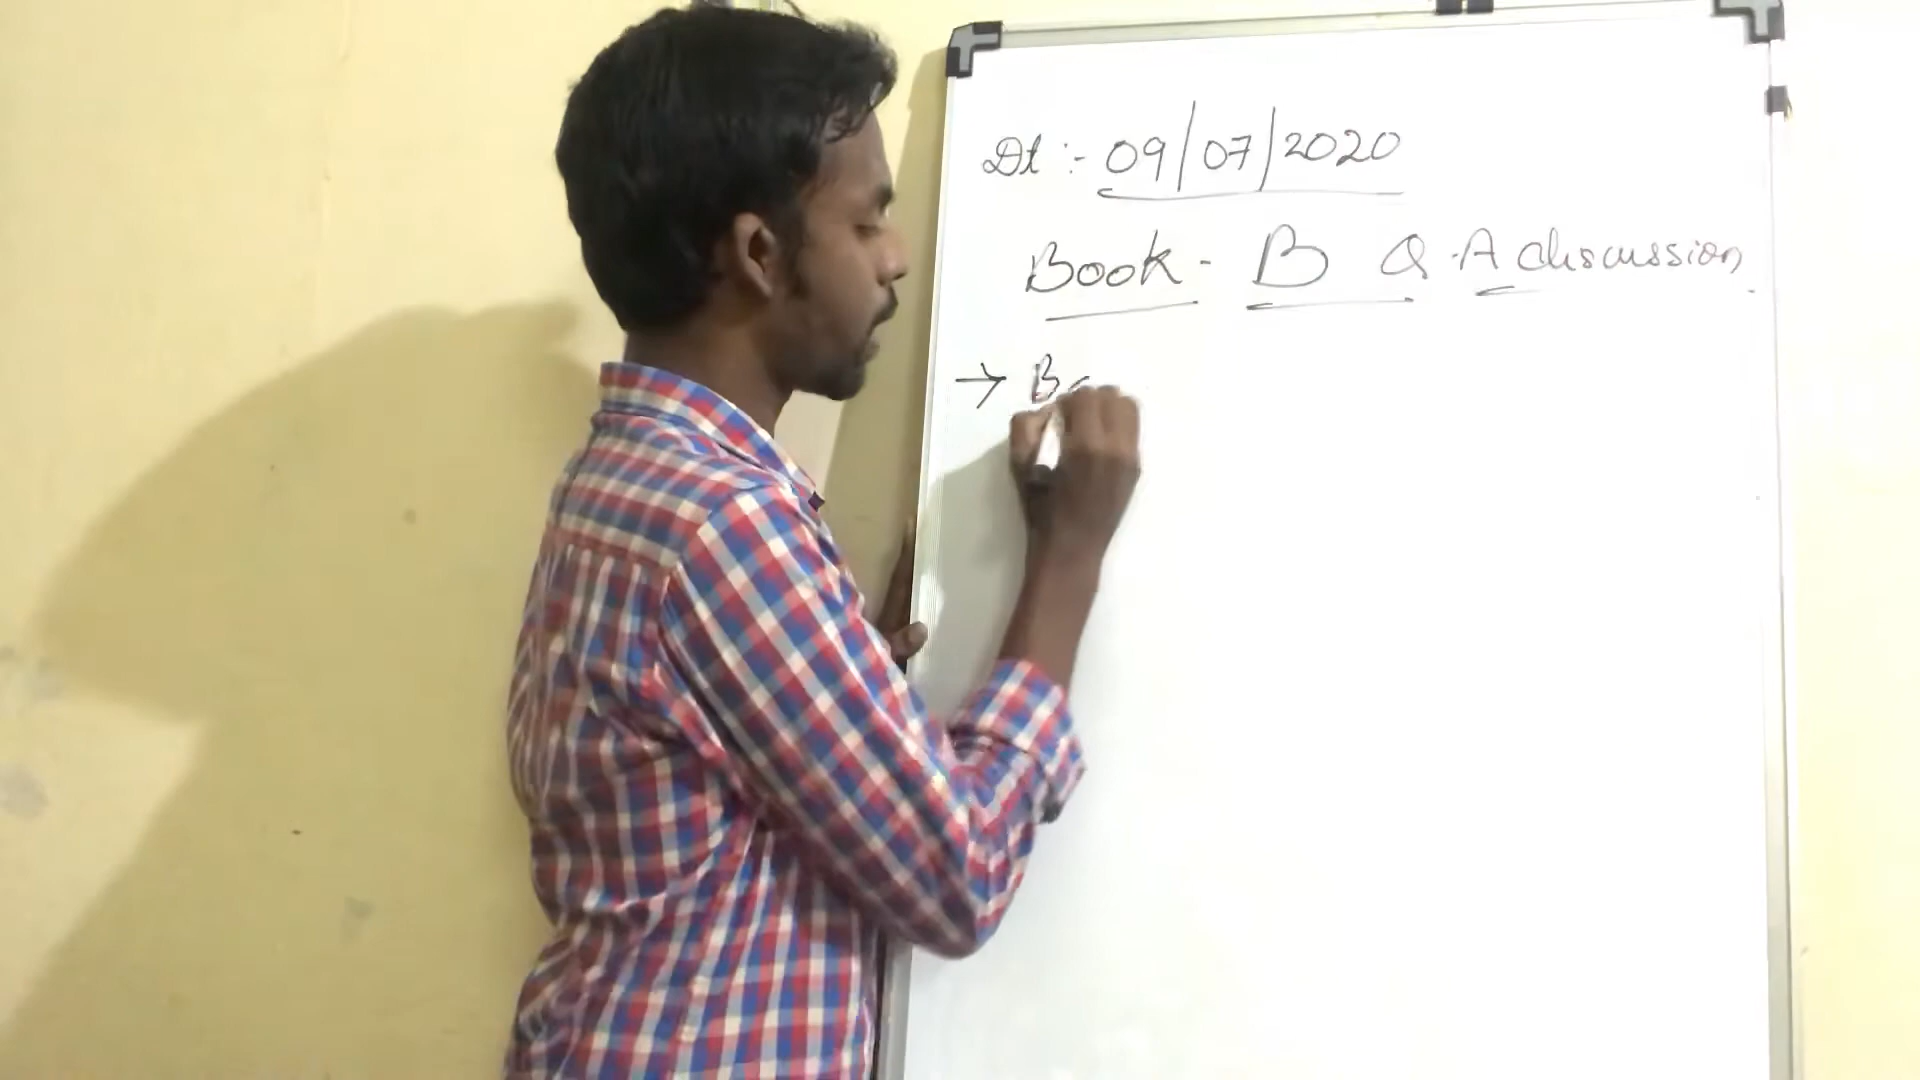 Dt :- 09/07/2020
Book - B Q.A discussion
→ B